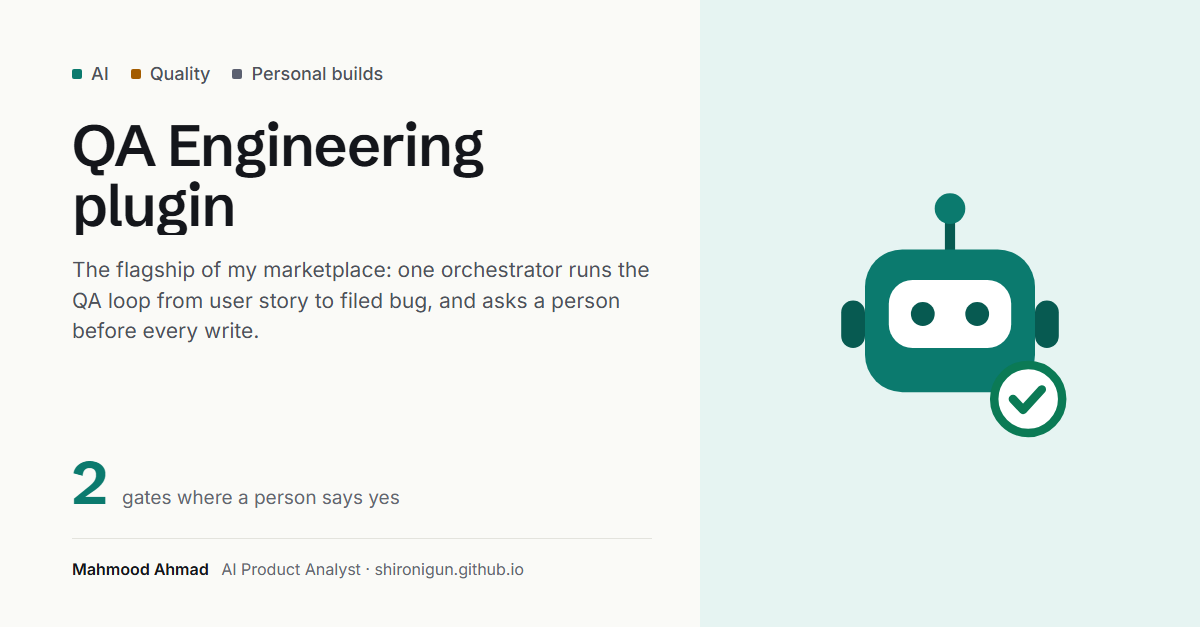 AI Quality Personal builds
QA Engineering
plugin
The flagship of my marketplace: one orchestrator runs the
QA loop from user story to filed bug, and asks a person
before every write.
2 gates where a person says yes
Mahmood Ahmad AI Product Analyst · shironigun.github.io